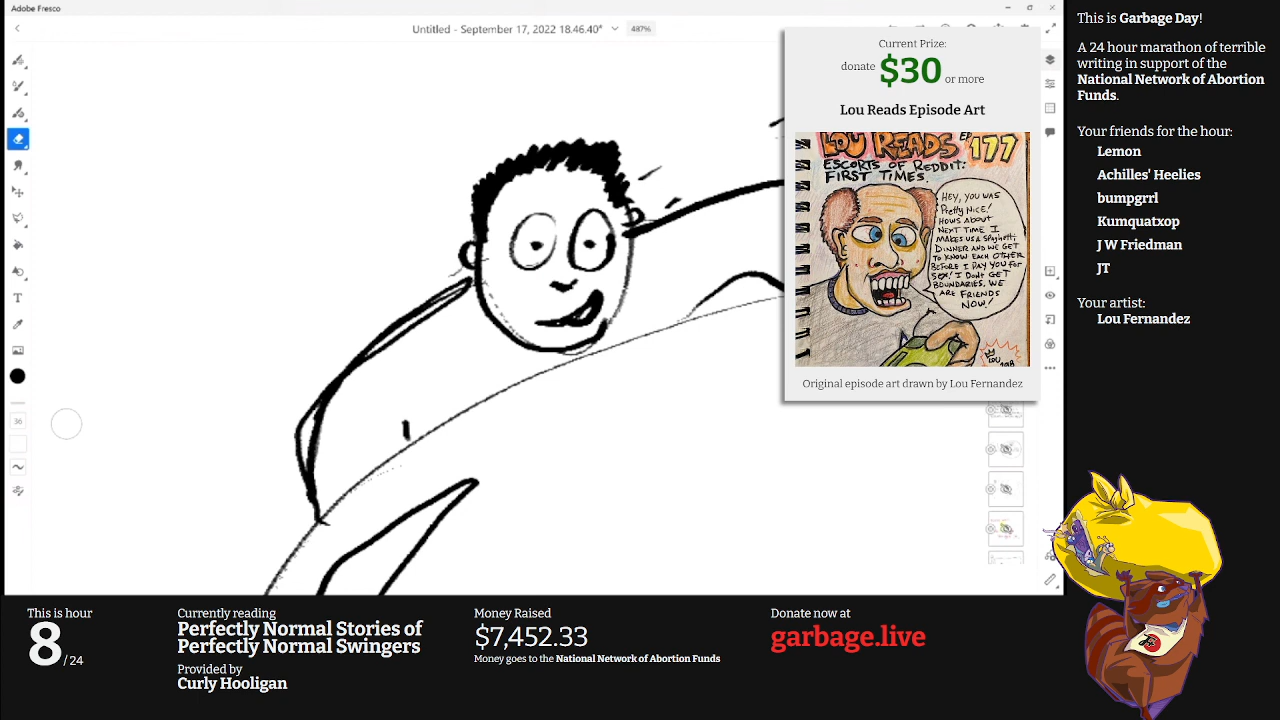 Adobe Fresco
Untitled - September 17, 2022 18.46.40*
487%
36
Current Prize:
donate $30 or more
Lou Reads Episode Art
LOU READS EP 177
ESCORTS OF REDDIT:
FIRST TIMES.
HEY, YOU WAS
PRETTY NICE!
HOWS ABOUT
NEXT TIME I
MAKES US A SPAGHETTI
DINNER AND WE GET
TO KNOW EACH OTHER
BEFORE I PAY YOU FOR
SEX! I DONT GET
BOUNDARIES. WE
ARE FRIENDS
NOW!
LOU
Original episode art drawn by Lou Fernandez
This is Garbage Day!
A 24 hour marathon of terrible
writing in support of the
National Network of Abortion
Funds.
Your friends for the hour:
Lemon
Achilles' Heelies
bumpgrrl
Kumquatxop
J W Friedman
JT
Your artist:
Lou Fernandez
This is hour
8/24
Currently reading
Perfectly Normal Stories of
Perfectly Normal Swingers
Provided by
Curly Hooligan
Money Raised
$7,452.33
Money goes to the National Network of Abortion Funds
Donate now at
garbage.live